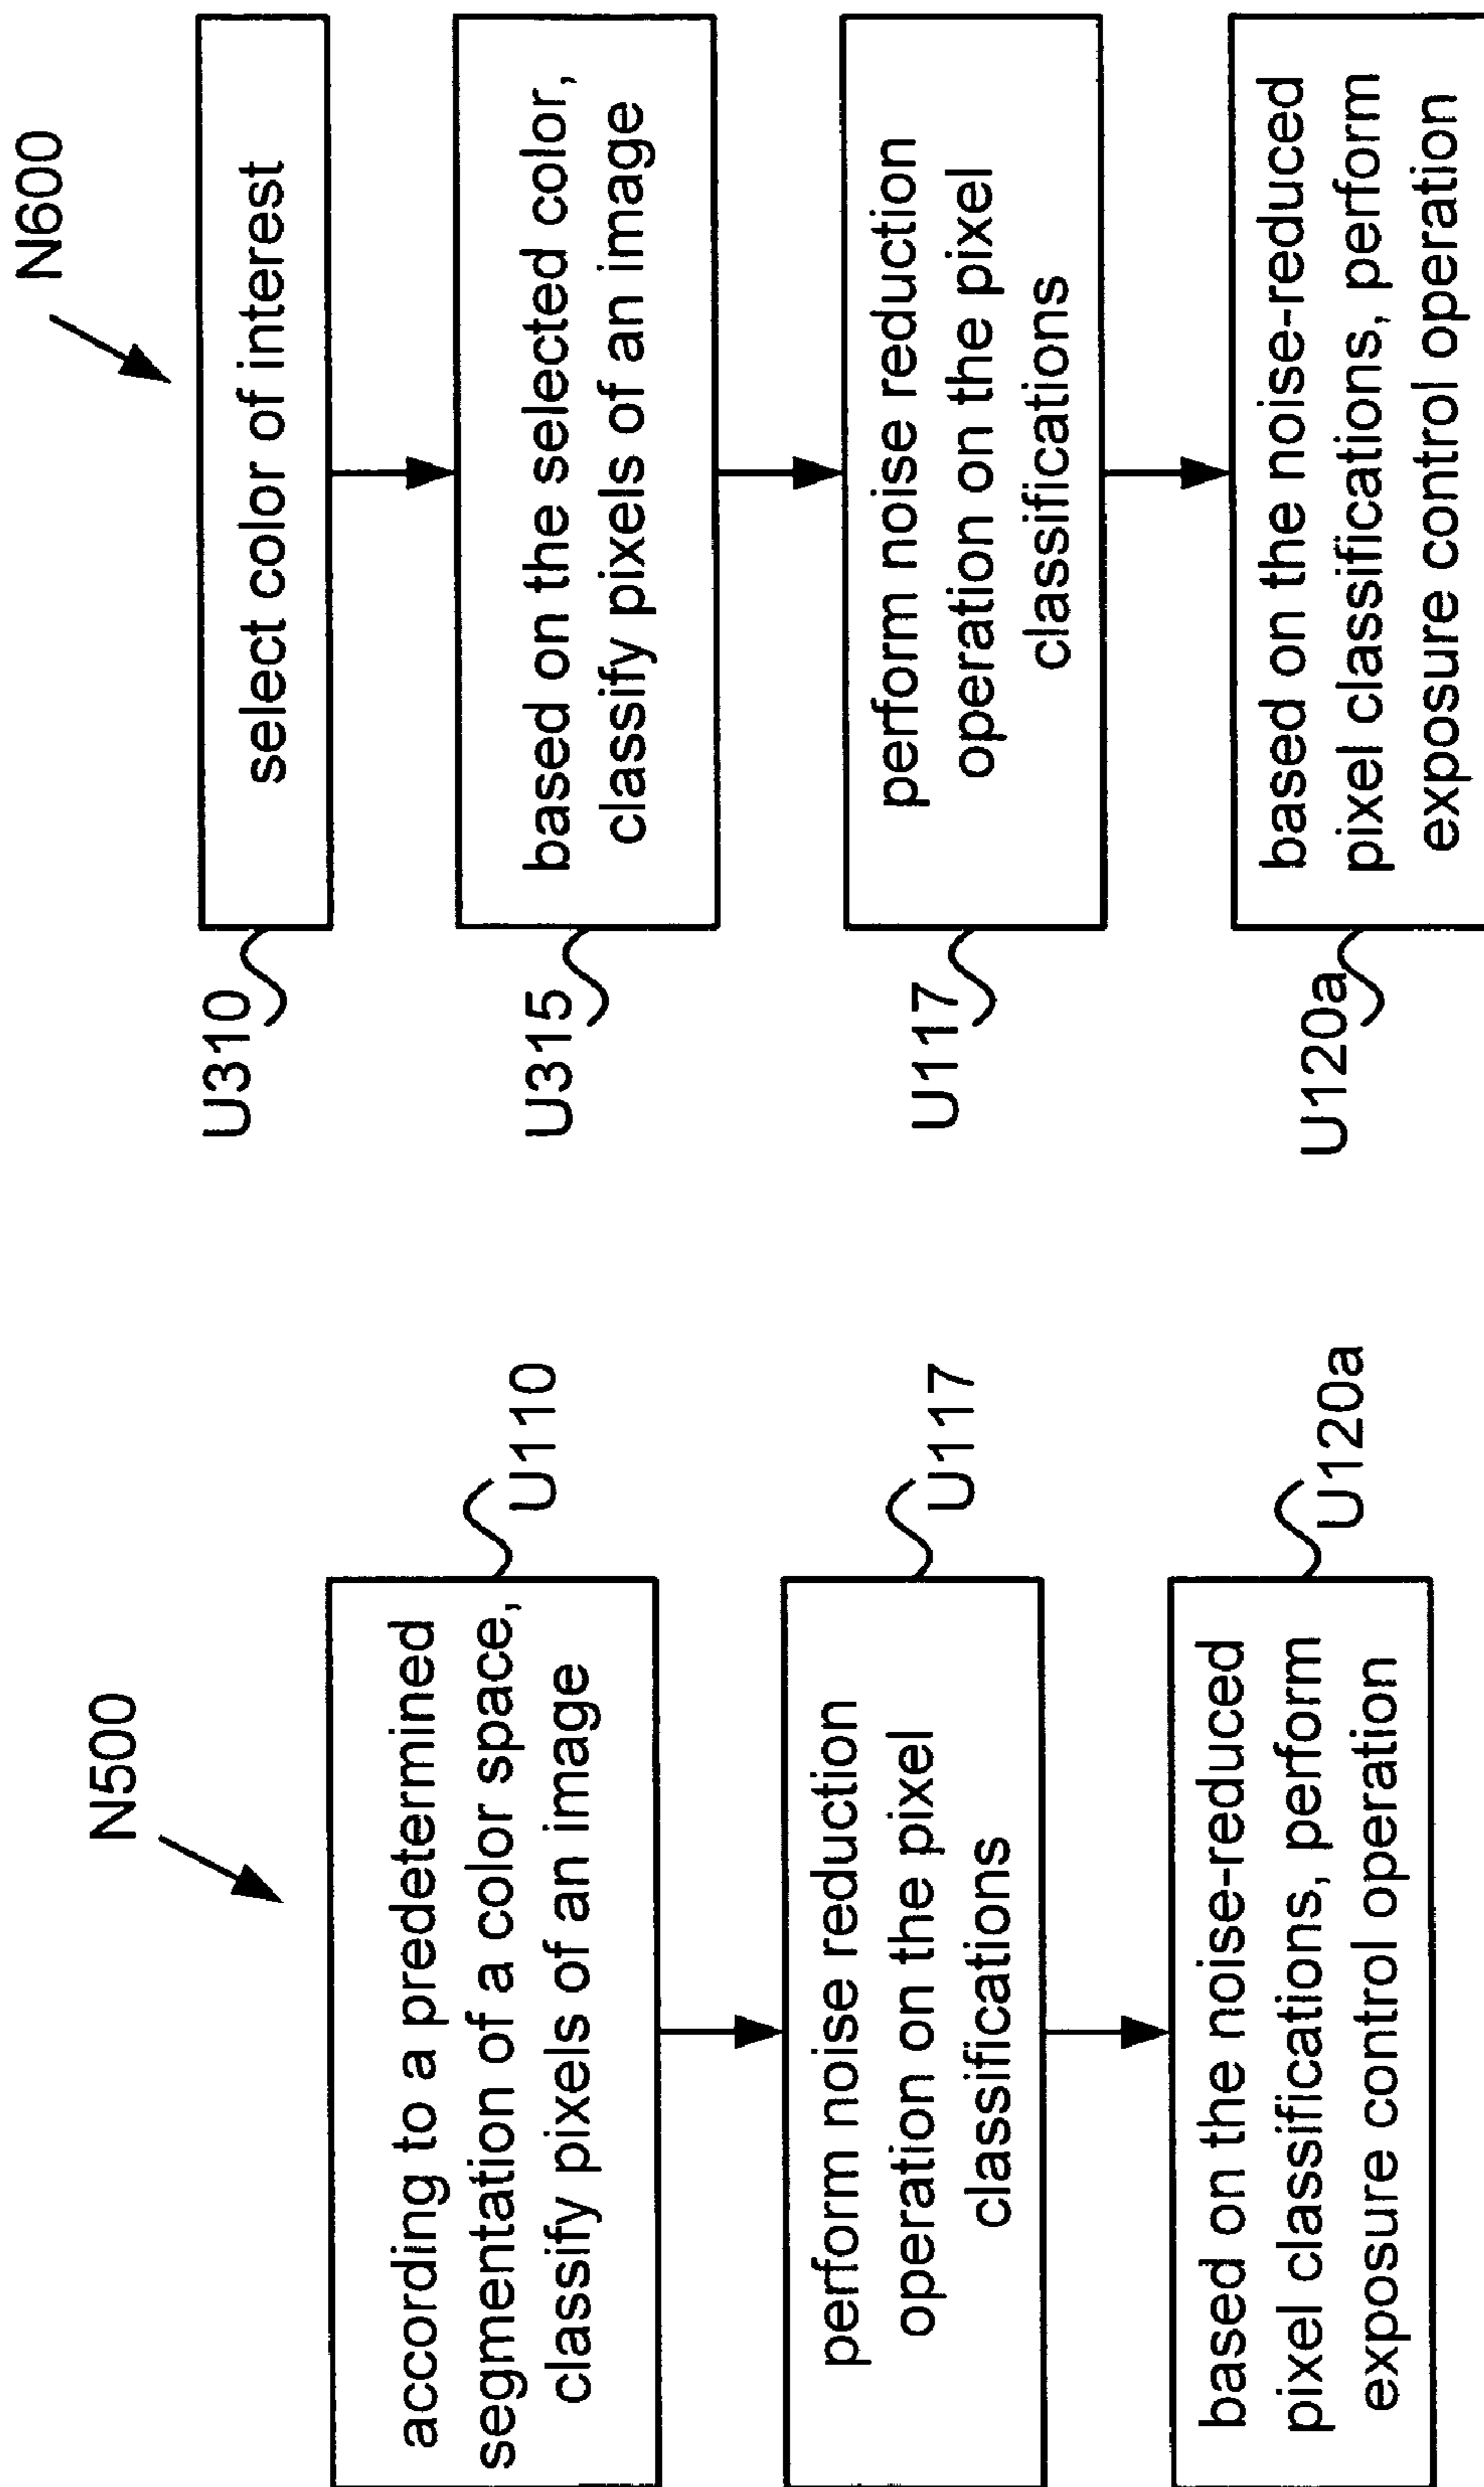 N500
according to a predetermined
segmentation of a color space,
classify pixels of an image
U110
perform noise reduction
operation on the pixel
classifications
U117
based on the noise-reduced
pixel classifications, perform
exposure control operation
U120a
N600
select color of interest
U310
based on the selected color,
classify pixels of an image
U315
perform noise reduction
operation on the pixel
classifications
U117
based on the noise-reduced
pixel classifications, perform
exposure control operation
U120a